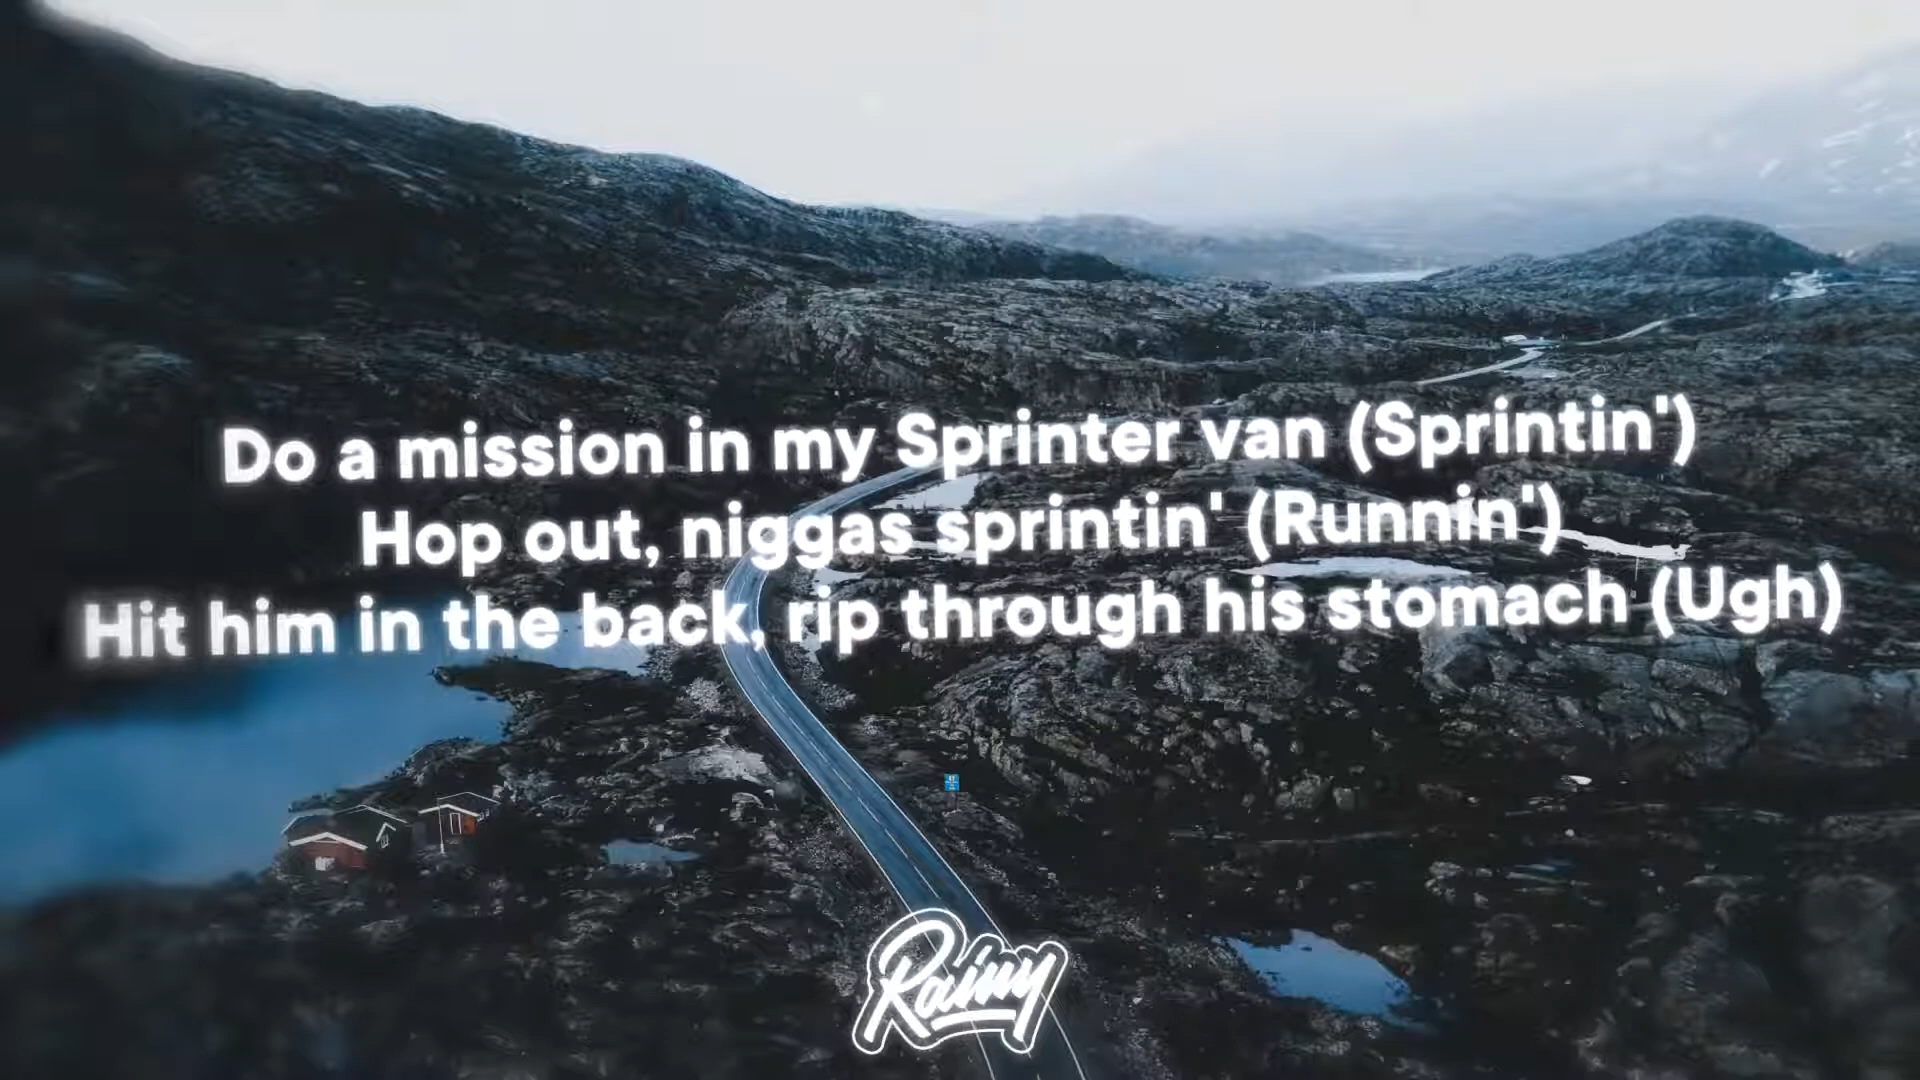 Do a mission in my Sprinter van (Sprintin')
Hop out, niggas sprintin' (Runnin')
Hit him in the back, rip through his stomach (Ugh)
Rainy